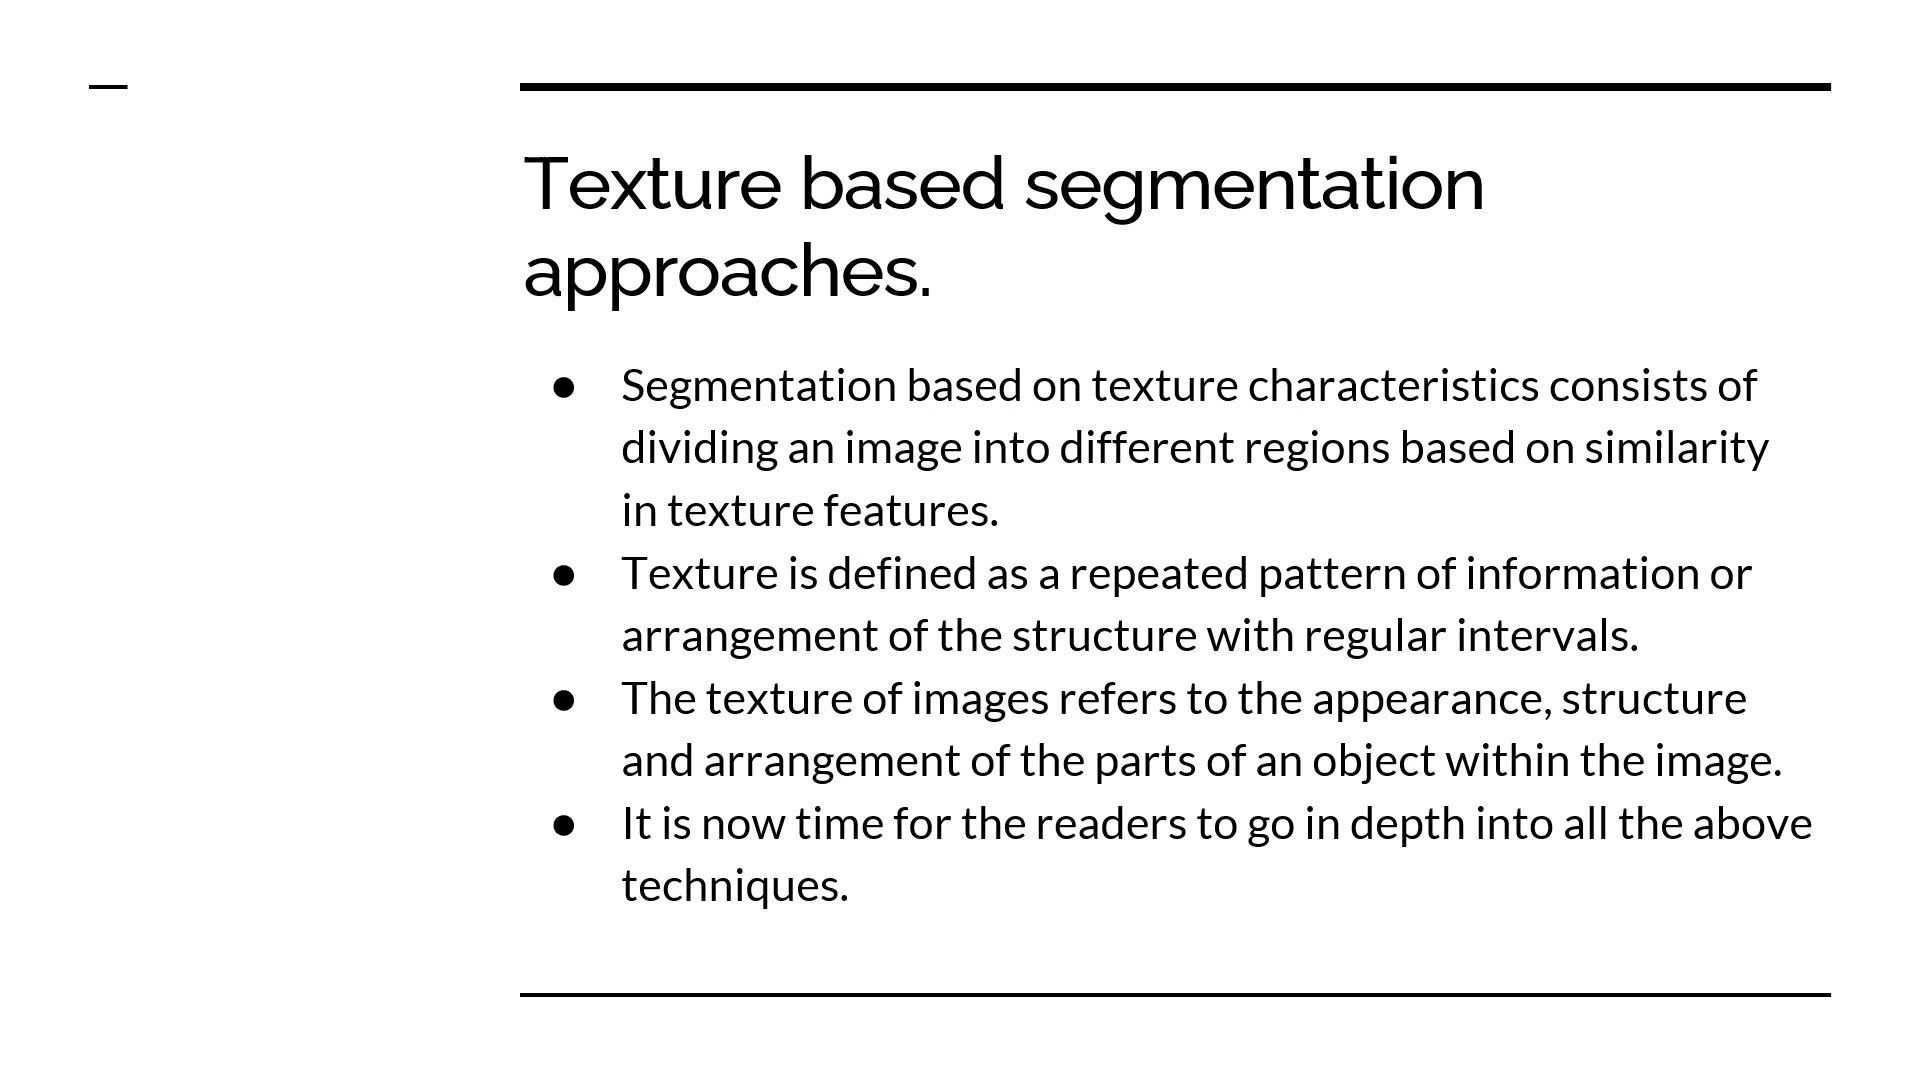 Texture based segmentation
approaches.
● Segmentation based on texture characteristics consists of
dividing an image into different regions based on similarity
in texture features.
● Texture is defined as a repeated pattern of information or
arrangement of the structure with regular intervals.
● The texture of images refers to the appearance, structure
and arrangement of the parts of an object within the image.
● It is now time for the readers to go in depth into all the above
techniques.